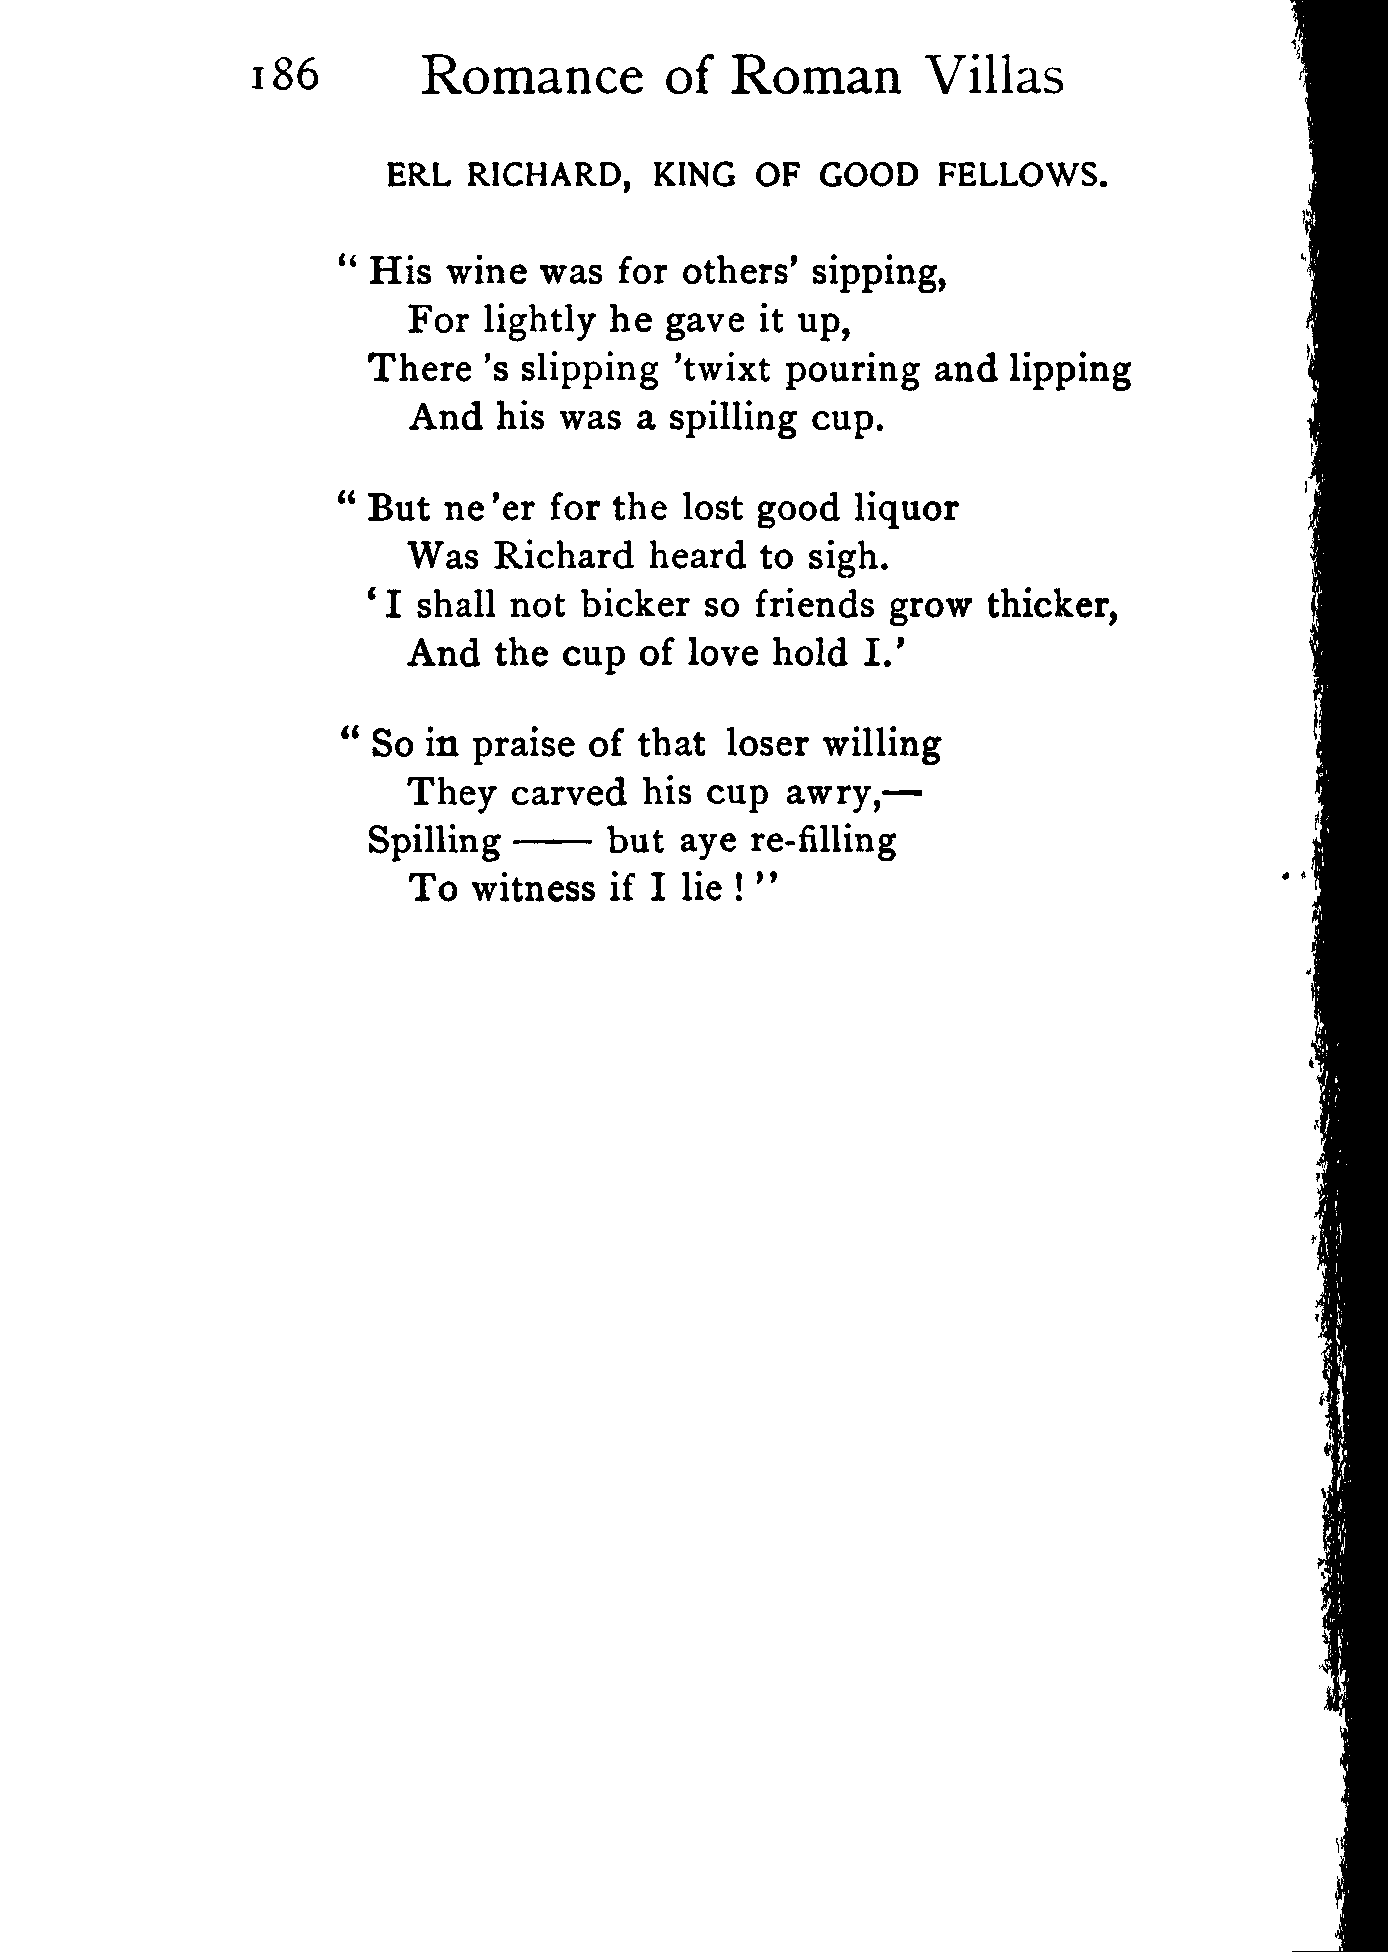 186 Romance of Roman Villas
ERL RICHARD, KING OF GOOD FELLOWS.
“ His wine was for others’ sipping,
For lightly he gave it up,
There ’s slipping ’twixt pouring and lipping
And his was a spilling cup.
“ But ne’er for the lost good liquor
Was Richard heard to sigh.
‘ I shall not bicker so friends grow thicker,
And the cup of love hold I.’
“ So in praise of that loser willing
They carved his cup awry,—
Spilling —— but aye re-filling
To witness if I lie ! ”